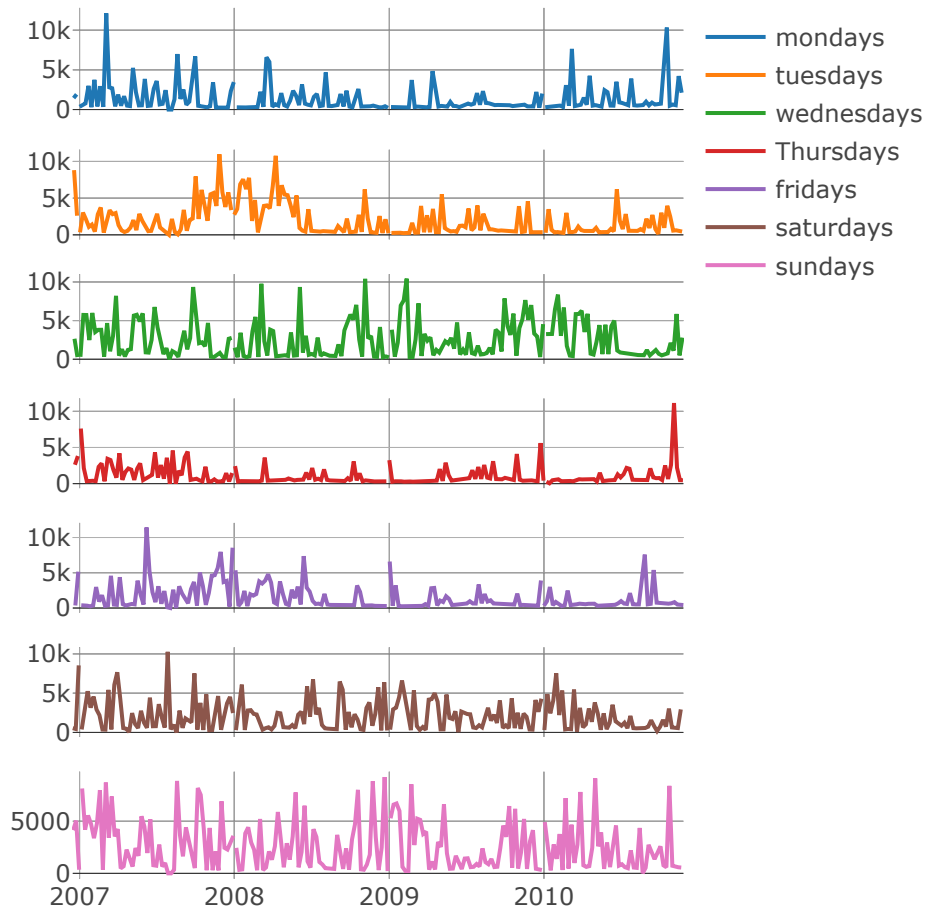 10k
5k
0
mondays
tuesdays
wednesdays
Thursdays
fridays
saturdays
sundays
10k
5k
0
10k
5k
0
10k
5k
0
10k
5k
0
10k
5k
0
5000
0
2007 2008 2009 2010